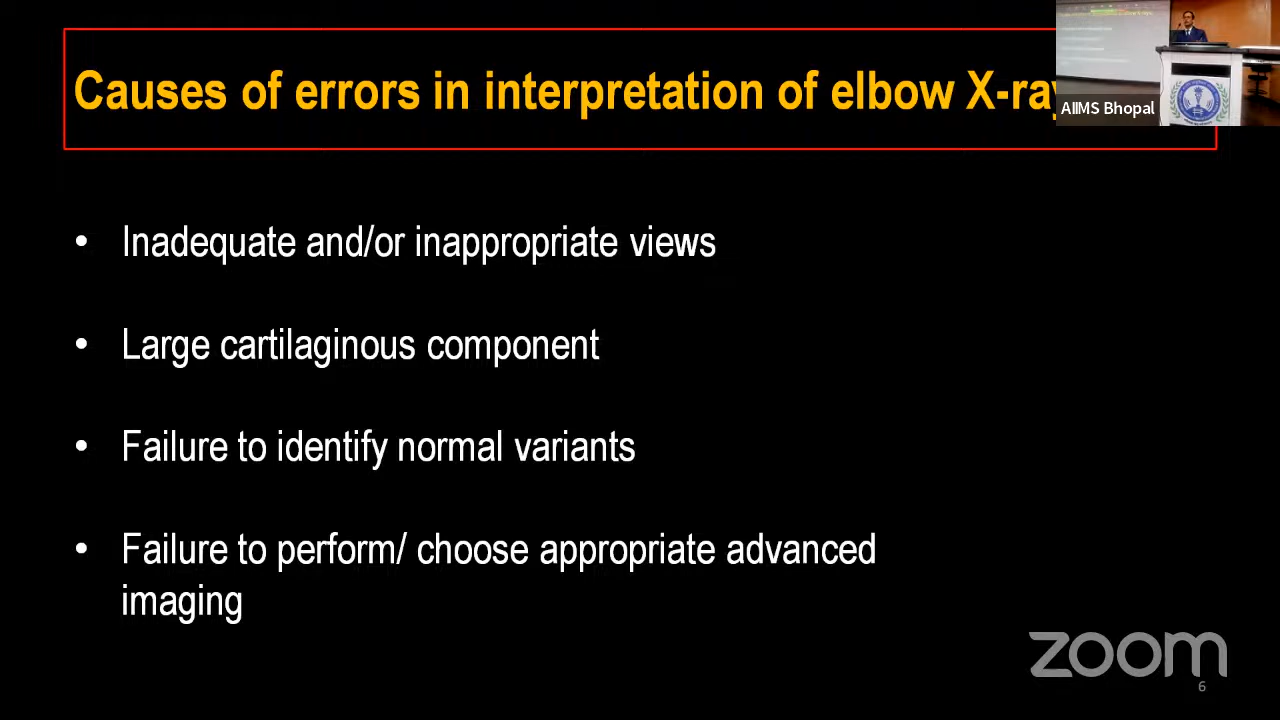 Causes of errors in interpretation of elbow X-ray
AIIMS Bhopal
• Inadequate and/or inappropriate views
• Large cartilaginous component
• Failure to identify normal variants
• Failure to perform/ choose appropriate advanced
imaging
zoom
6